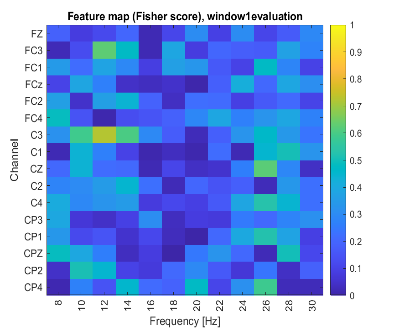 Feature map (Fisher score), window1evaluation
Channel
FZ
FC3
FC1
FCz
FC2
FC4
C3
C1
CZ
C2
C4
CP3
CP1
CPZ
CP2
CP4
8 10 12 14 16 18 20 22 24 26 28 30
Frequency [Hz]
1
0.9
0.8
0.7
0.6
0.5
0.4
0.3
0.2
0.1
0